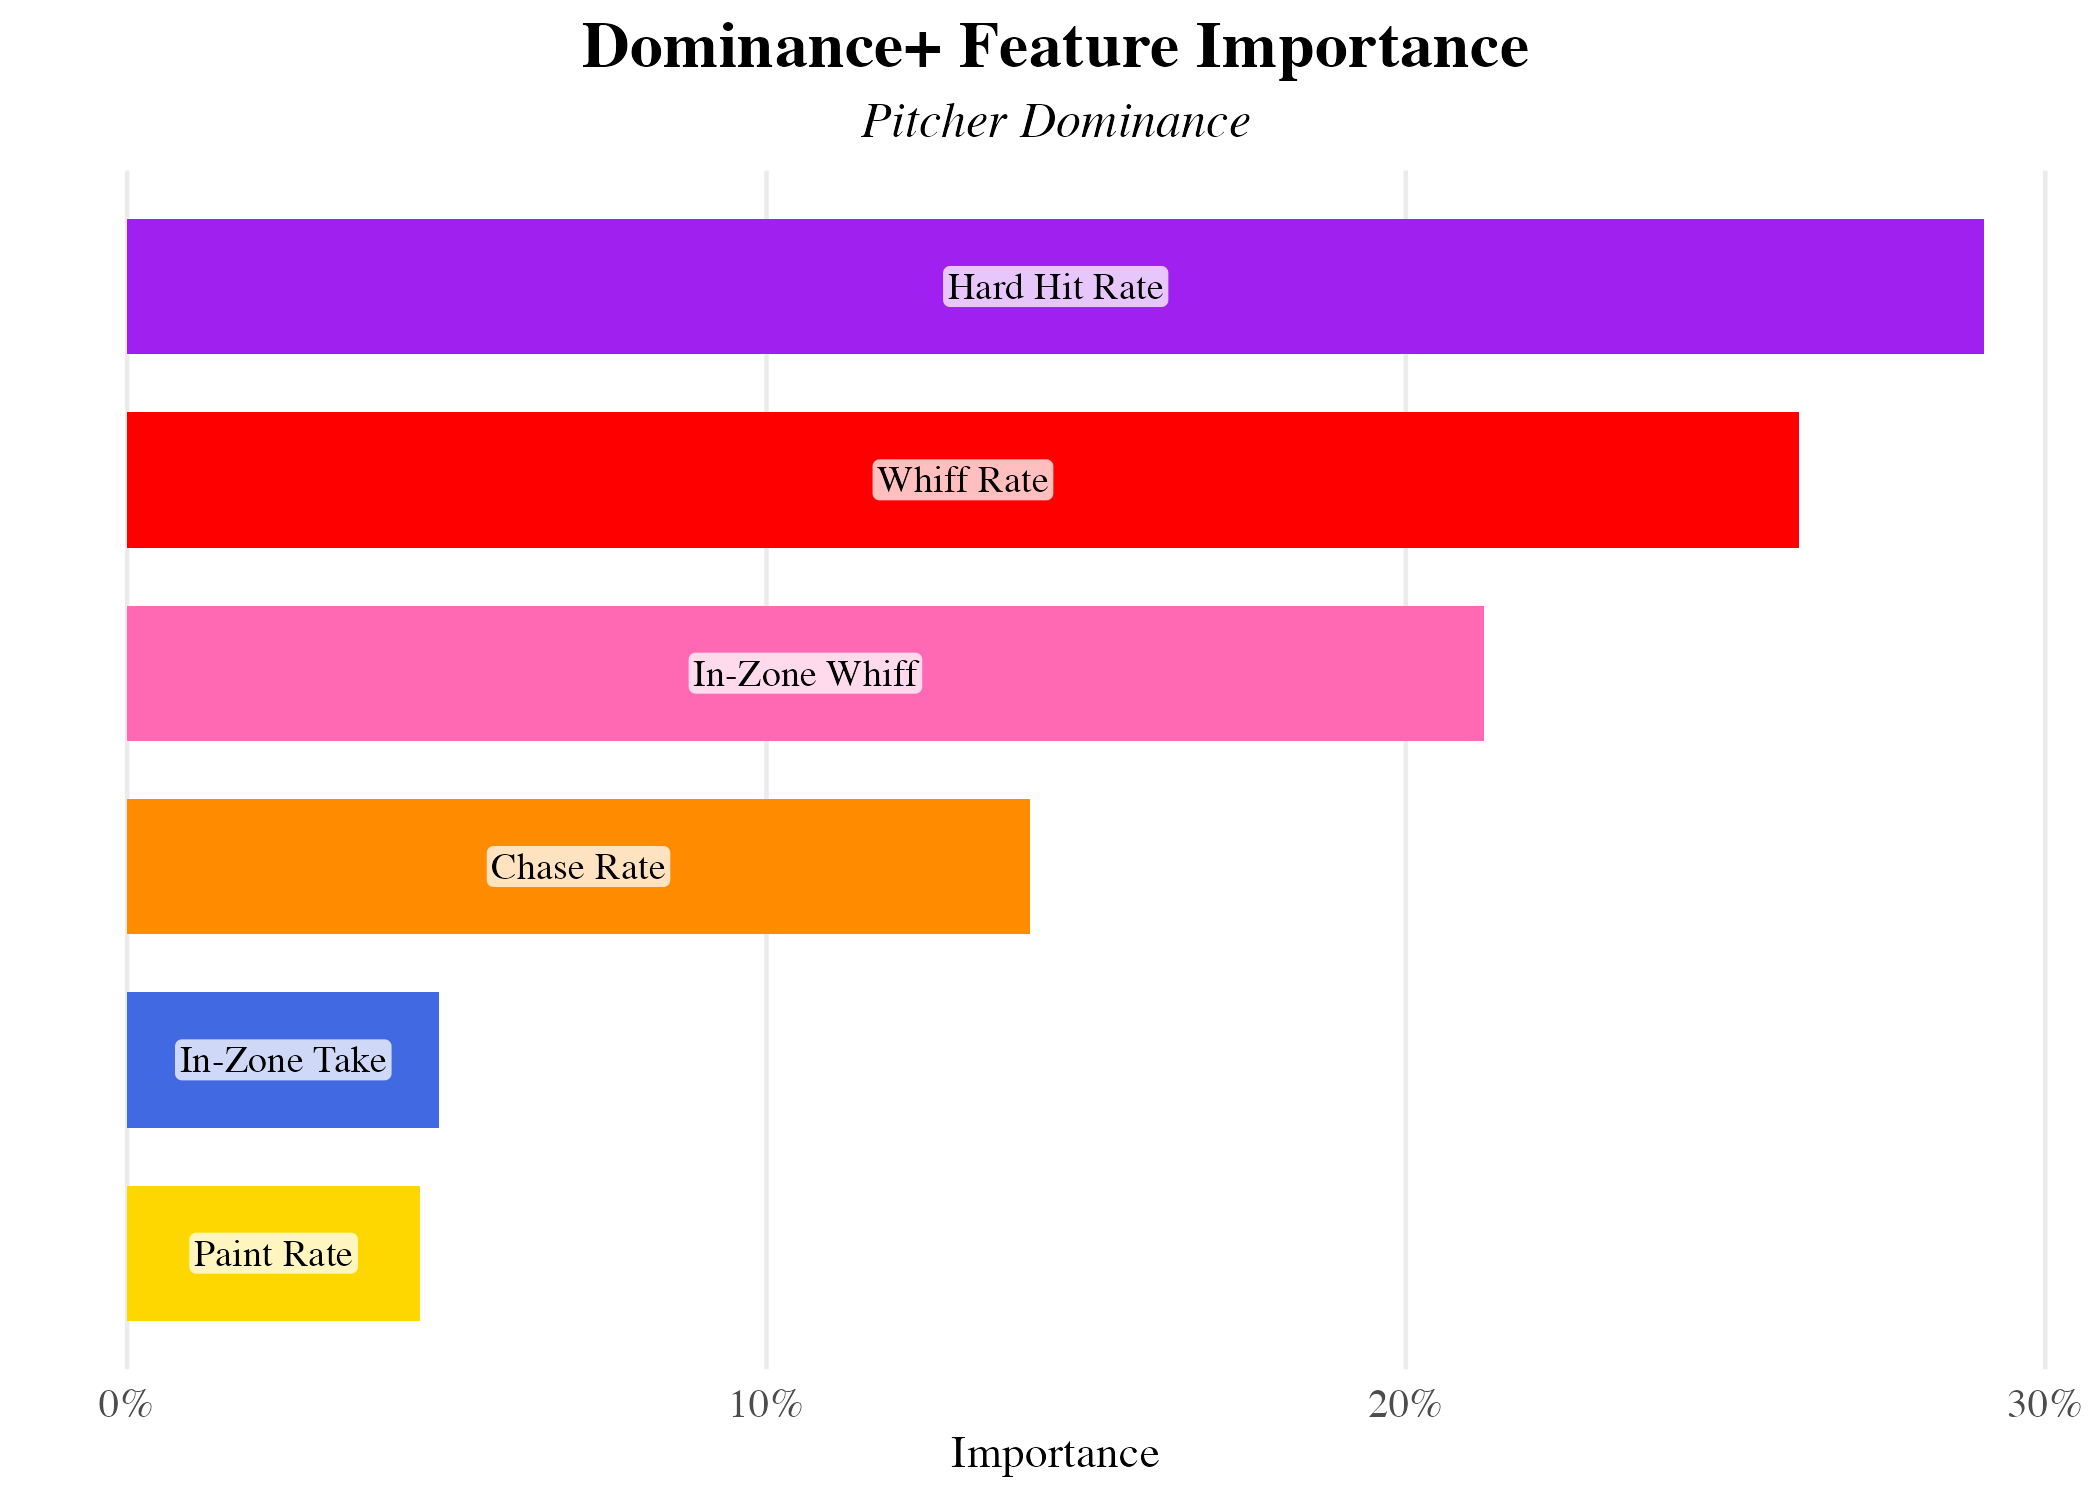 Dominance+ Feature Importance
Pitcher Dominance
Hard Hit Rate
Whiff Rate
In-Zone Whiff
Chase Rate
In-Zone Take
Paint Rate
0% 10% 20% 30%
Importance